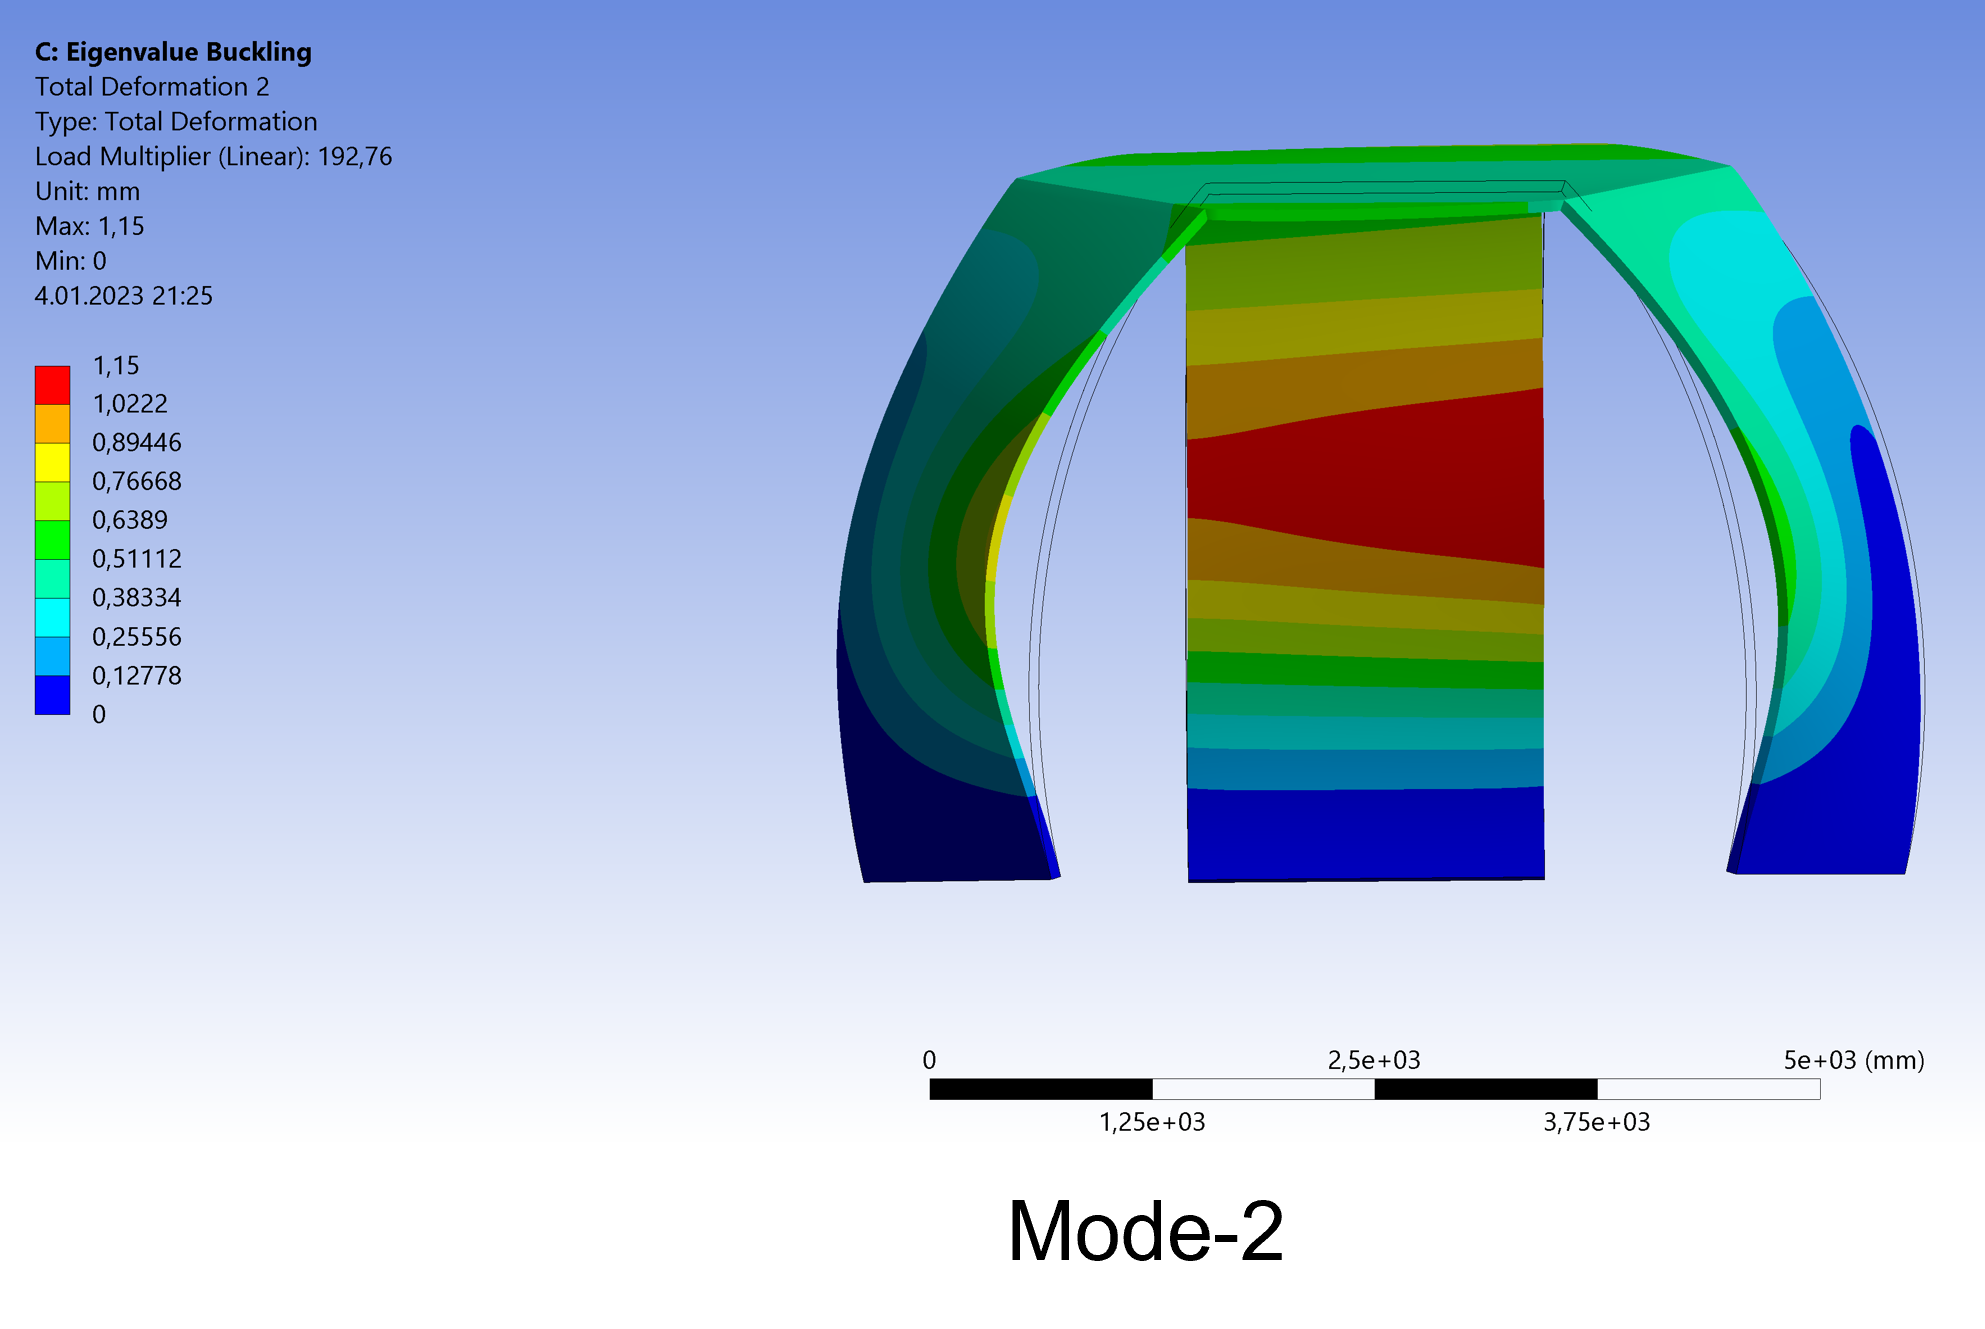 C: Eigenvalue Buckling
Total Deformation 2
Type: Total Deformation
Load Multiplier (Linear): 192,76
Unit: mm
Max: 1,15
Min: 0
4.01.2023 21:25
1,15
1,0222
0,89446
0,76668
0,6389
0,51112
0,38334
0,25556
0,12778
0
0 2,5e+03 5e+03 (mm)
1,25e+03 3,75e+03
Mode-2